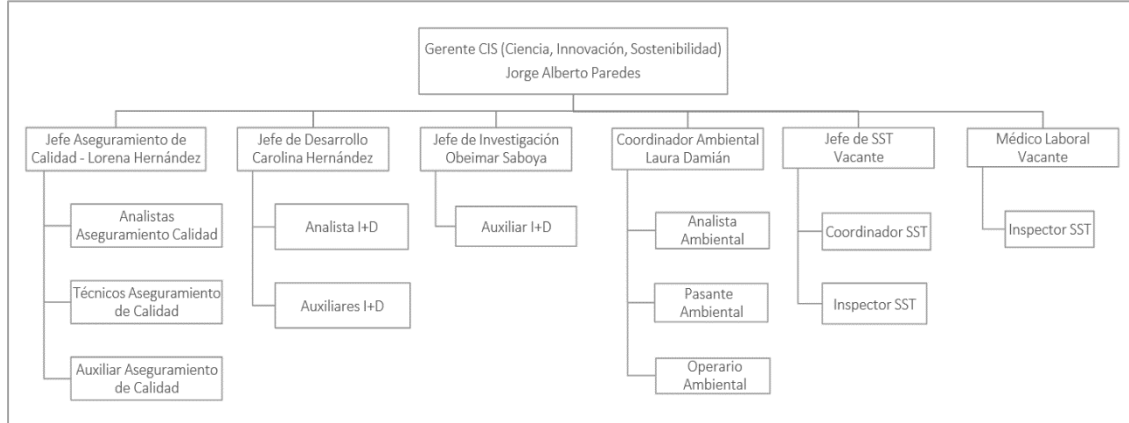 Gerente CIS (Ciencia, Innovación, Sostenibilidad)
Jorge Alberto Paredes
Jefe Aseguramiento de
Calidad - Lorena Hernández
Jefe de Desarrollo
Carolina Hernández
Jefe de Investigación
Obeimar Saboya
Coordinador Ambiental
Laura Damián
Jefe de SST
Vacante
Médico Laboral
Vacante
Analistas
Aseguramiento Calidad
Técnicos Aseguramiento
de Calidad
Auxiliar Aseguramiento
de Calidad
Analista I+D
Auxiliares I+D
Auxiliar I+D
Analista
Ambiental
Pasante
Ambiental
Operario
Ambiental
Coordinador SST
Inspector SST
Inspector SST